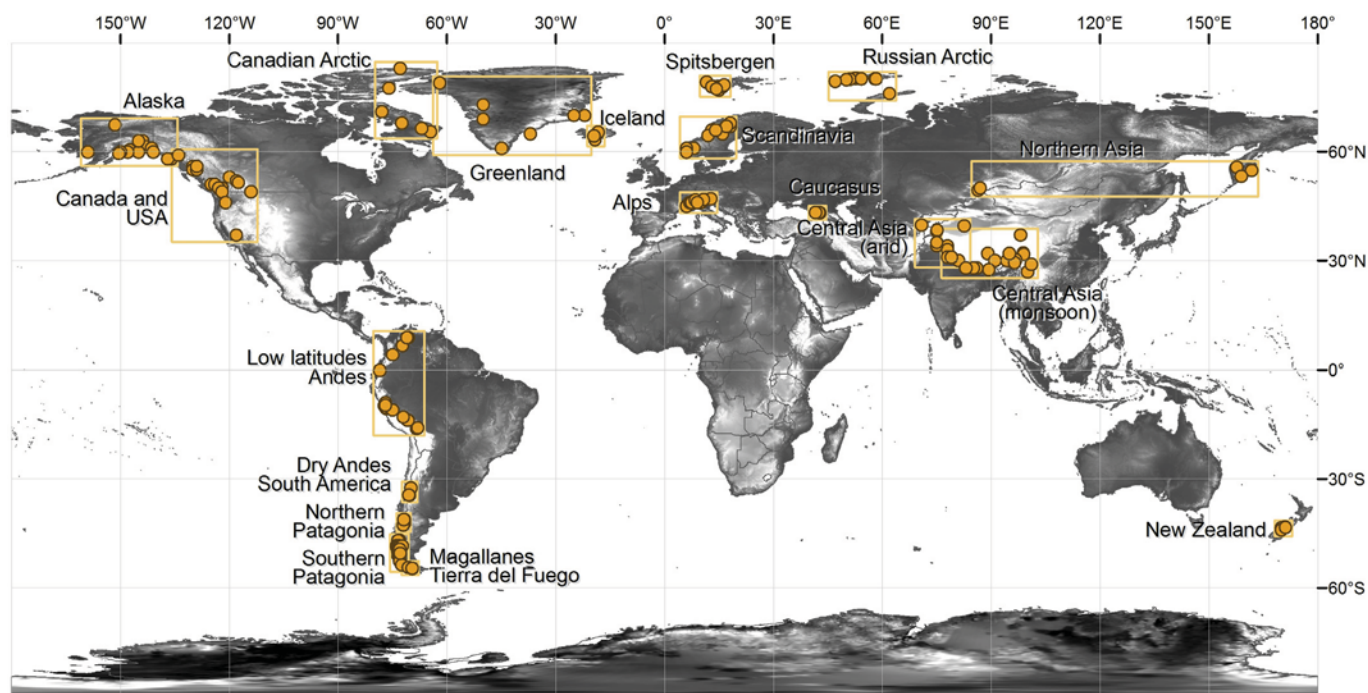 150°W 120°W 90°W 60°W 30°W 0° 30°E 60°E 90°E 120°E 150°E 180°
Canadian Arctic
Spitsbergen
Russian Arctic
Alaska
Iceland
Scandinavia
Northern Asia
60°N
Greenland
Canada and
USA
Alps
Caucasus
Central Asia
(arid)
30°N
Central Asia
(monsoon)
Low latitudes
Andes
0°
Dry Andes
South America
30°S
Northern
Patagonia
New Zealand
Southern
Patagonia
Magallanes
Tierra del Fuego
60°S